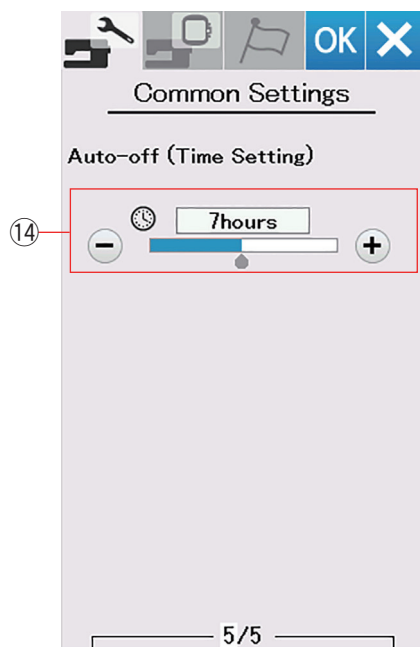 OK X
Common Settings
Auto-off (Time Setting)
⑭
7hours
− +
5/5